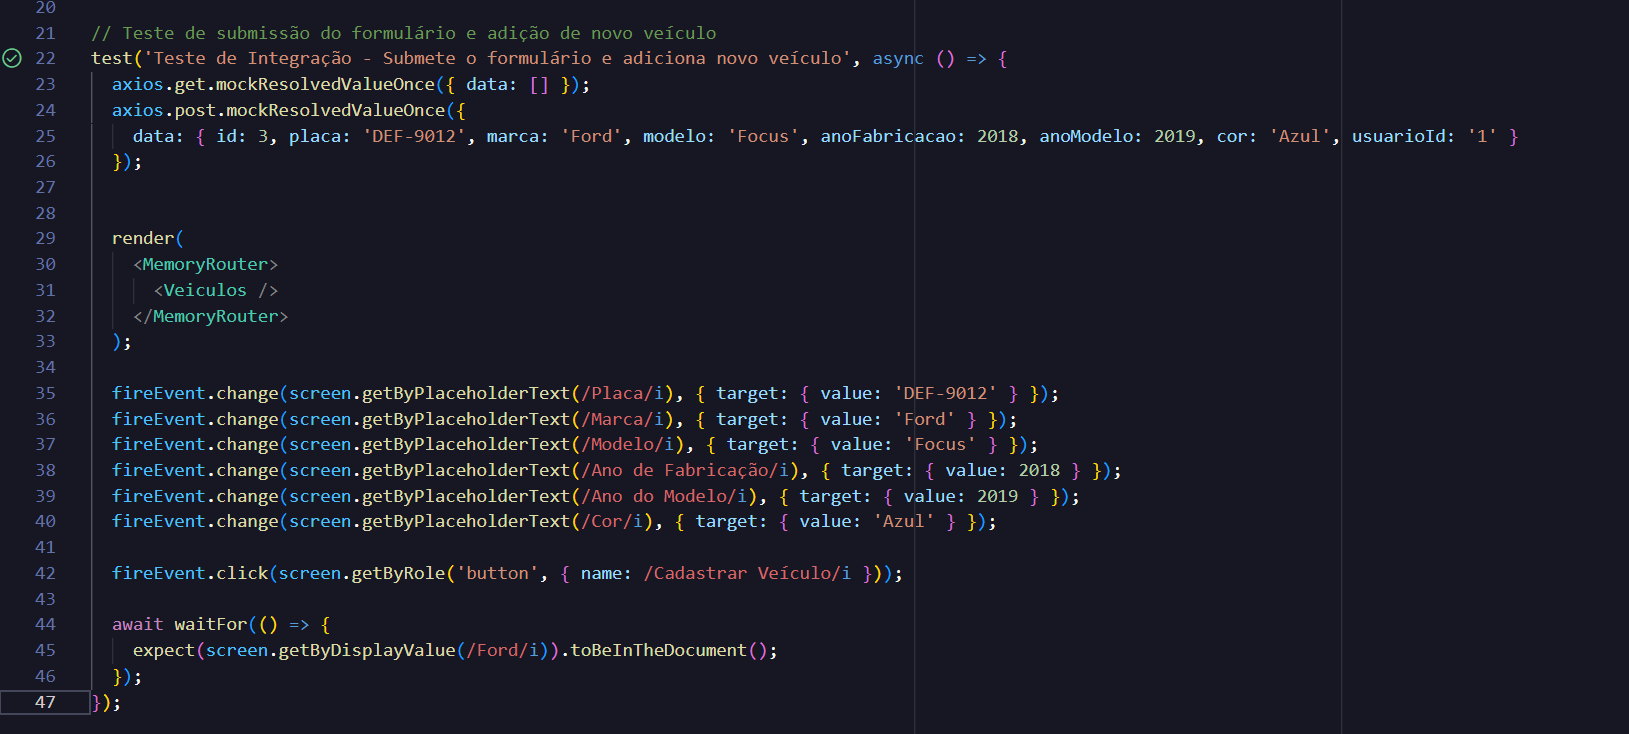 20
21 // Teste de submissão do formulário e adição de novo veículo
22 test('Teste de Integração - Submete o formulário e adiciona novo veículo', async () => {
23 axios.get.mockResolvedValueOnce({ data: [] });
24 axios.post.mockResolvedValueOnce({
25 data: { id: 3, placa: 'DEF-9012', marca: 'Ford', modelo: 'Focus', anoFabricacao: 2018, anoModelo: 2019, cor: 'Azul', usuarioId: '1' }
26 });
27
28
29 render(
30 <MemoryRouter>
31 <Veiculos />
32 </MemoryRouter>
33 );
34
35 fireEvent.change(screen.getByPlaceholderText(/Placa/i), { target: { value: 'DEF-9012' } });
36 fireEvent.change(screen.getByPlaceholderText(/Marca/i), { target: { value: 'Ford' } });
37 fireEvent.change(screen.getByPlaceholderText(/Modelo/i), { target: { value: 'Focus' } });
38 fireEvent.change(screen.getByPlaceholderText(/Ano de Fabricação/i), { target: { value: 2018 } });
39 fireEvent.change(screen.getByPlaceholderText(/Ano do Modelo/i), { target: { value: 2019 } });
40 fireEvent.change(screen.getByPlaceholderText(/Cor/i), { target: { value: 'Azul' } });
41
42 fireEvent.click(screen.getByRole('button', { name: /Cadastrar Veículo/i }));
43
44 await waitFor(() => {
45 expect(screen.getByDisplayValue(/Ford/i)).toBeInTheDocument();
46 });
47 });